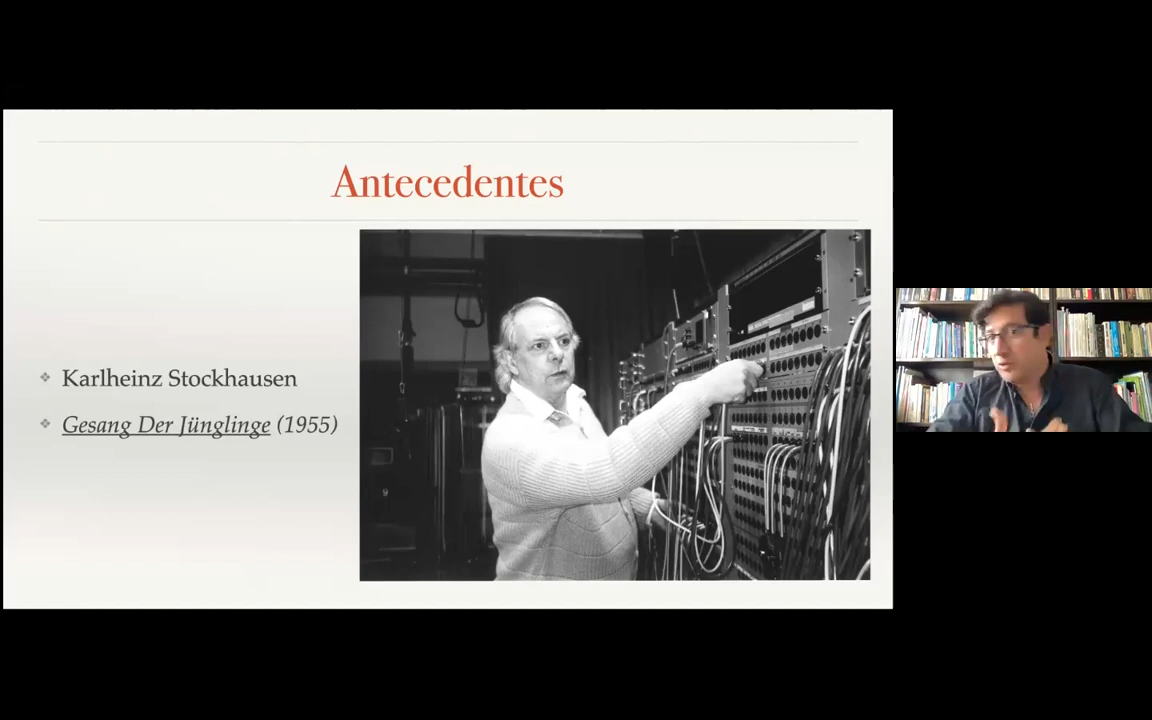 Antecedentes
Karlheinz Stockhausen
Gesang Der Jünglinge (1955)